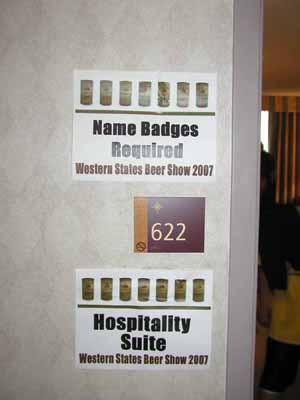 Name Badges
Required
Western States Beer Show 2007
622
Hospitality
Suite
Western States Beer Show 2007